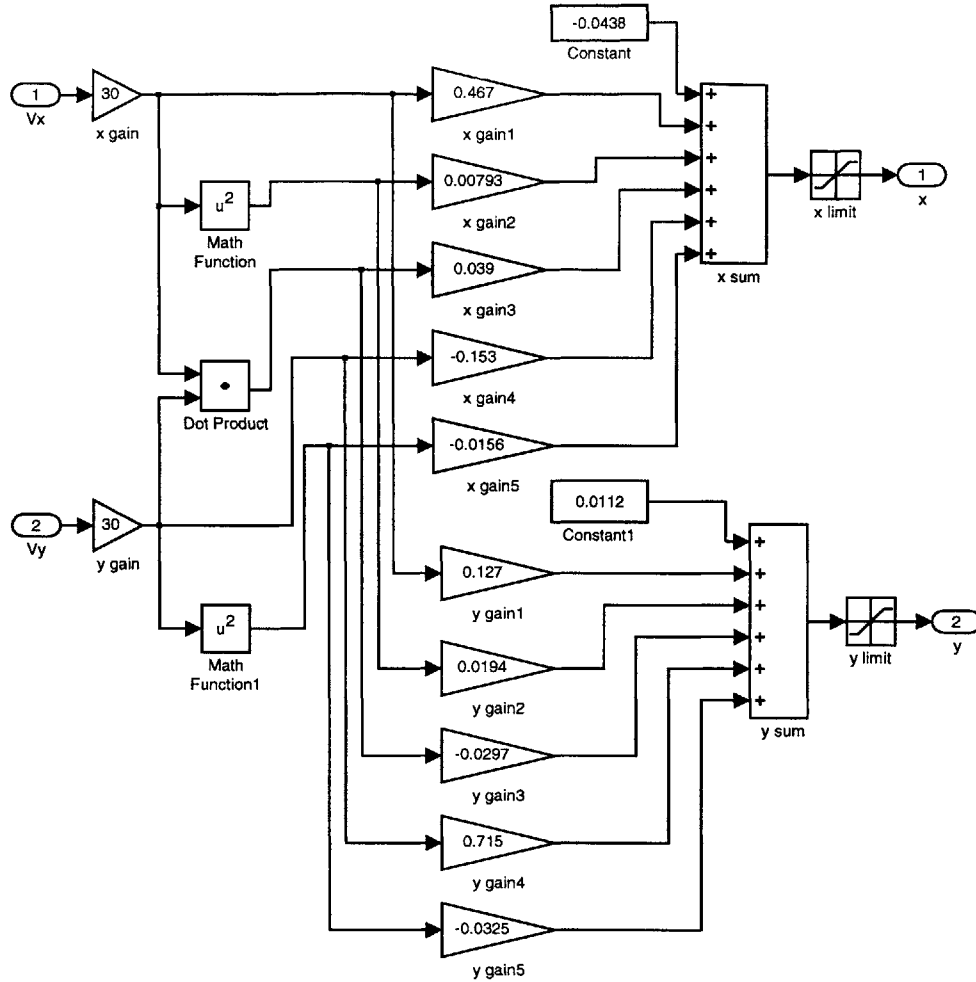 -0.0438
Constant
1
Vx
30
x gain
0.467
x gain1
+
+
+
+
+
+
x sum
x limit
1
x
u2
Math
Function
0.00793
x gain2
0.039
x gain3
Dot Product
-0.153
x gain4
-0.0156
x gain5
2
Vy
30
y gain
0.0112
Constant1
u2
Math
Function1
0.127
y gain1
+
+
+
+
+
+
y sum
y limit
2
y
0.0194
y gain2
-0.0297
y gain3
0.715
y gain4
-0.0325
y gain5